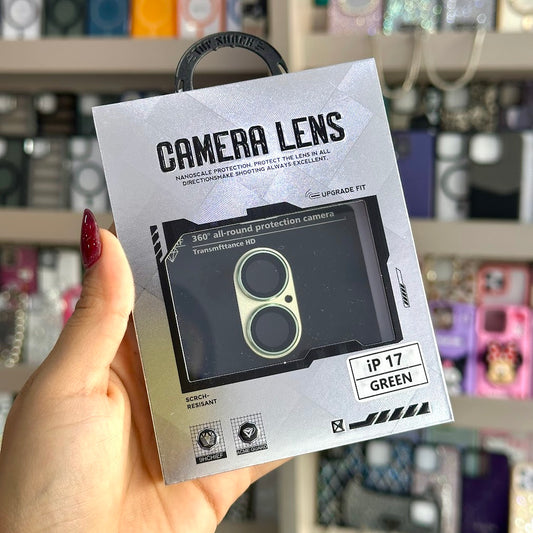 CAMERA LENS
NANOSCALE PROTECTION. PROTECT THE LENS IN ALL
DIRECTIONSMAKE SHOOTING ALWAYS-EXCELLENT.
UPGRADE FIT
360° all-round protection camera
Transmfttance HD
iP 17
GREEN
SCRCH-
RESISANT
9HCHIEF